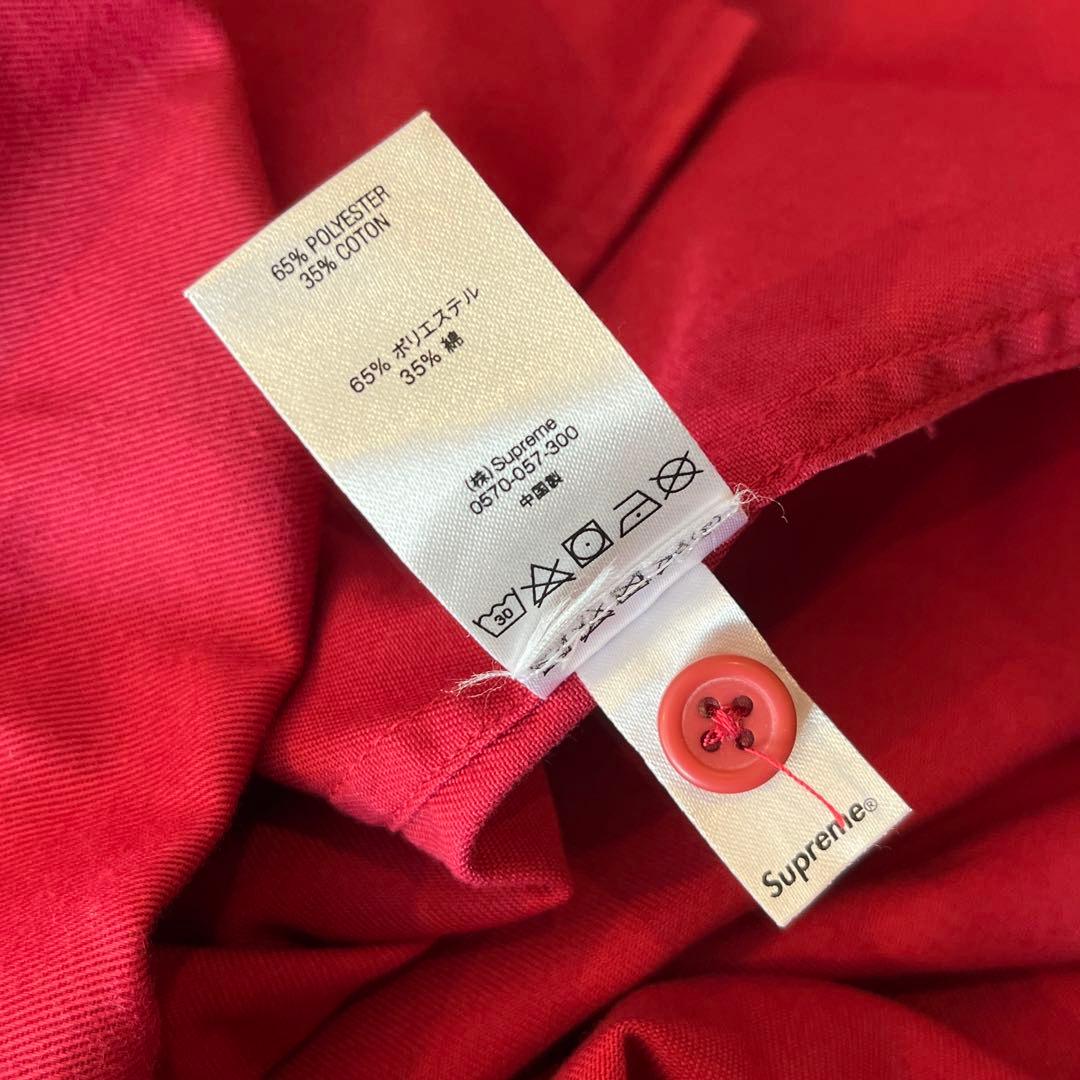 65% POLYESTER
35% COTON
65% ポリエステル
35% 綿
(株) Supreme
0570-057-300
中国製
30
Supreme®